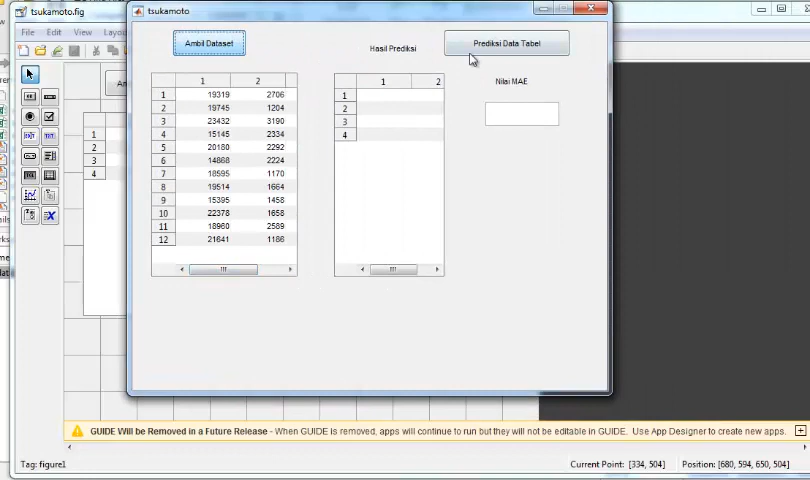 tsukamoto.fig
tsukamoto
File View Layou
Ambil Dataset
Hasil Prediksi
Prediksi Data Tabel
Nilai MAE
1 2
1 19319 2706
2 19745 1204
3 23432 3190
4 15145 2334
5 20180 2292
6 14868 2224
7 18595 1170
8 19514 1664
9 15395 1458
10 22378 1658
11 18960 2589
12 21641 1186
1 2
1
2
3
4
1
2
3
4
GUIDE Will be Removed in a Future Release - When GUIDE is removed, apps will continue to run but they will not be editable in GUIDE. Use App Designer to create new apps.
Tag: figure1
Current Point: [334, 504]
Position: [680, 594, 650, 504]